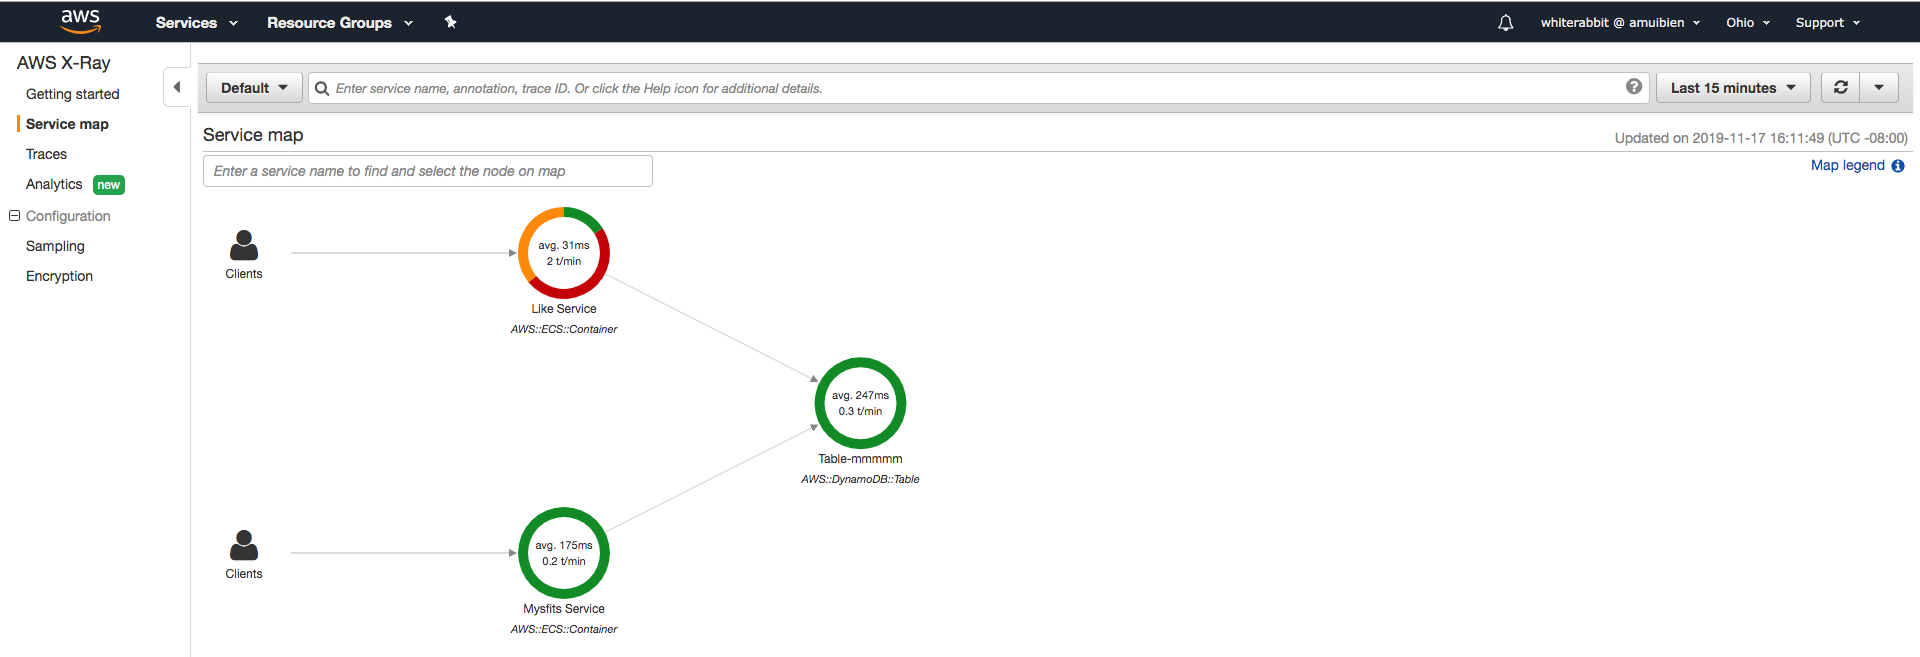 aws
Services
Resource Groups
whiterabbit @ amuibien
Ohio
Support
AWS X-Ray
Getting started
Service map
Traces
Analytics new
Configuration
Sampling
Encryption
Default
Enter service name, annotation, trace ID. Or click the Help icon for additional details.
?
Last 15 minutes
Service map
Updated on 2019-11-17 16:11:49 (UTC -08:00)
Enter a service name to find and select the node on map
Map legend i
Clients
avg. 31ms
2 t/min
Like Service
AWS::ECS::Container
avg. 247ms
0.3 t/min
Table-mmmmm
AWS::DynamoDB::Table
Clients
avg. 175ms
0.2 t/min
Mysfits Service
AWS::ECS::Container